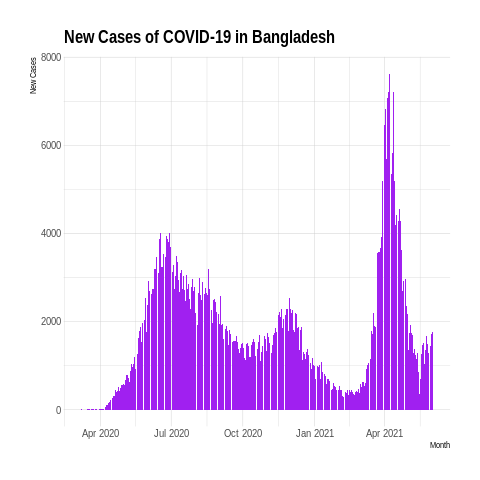 New Cases of COVID-19 in Bangladesh
New Cases
8000
6000
4000
2000
0
Apr 2020 Jul 2020 Oct 2020 Jan 2021 Apr 2021
Month